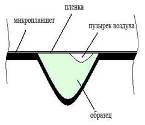 пленка
микропланшет
пузырек воздуха
образец